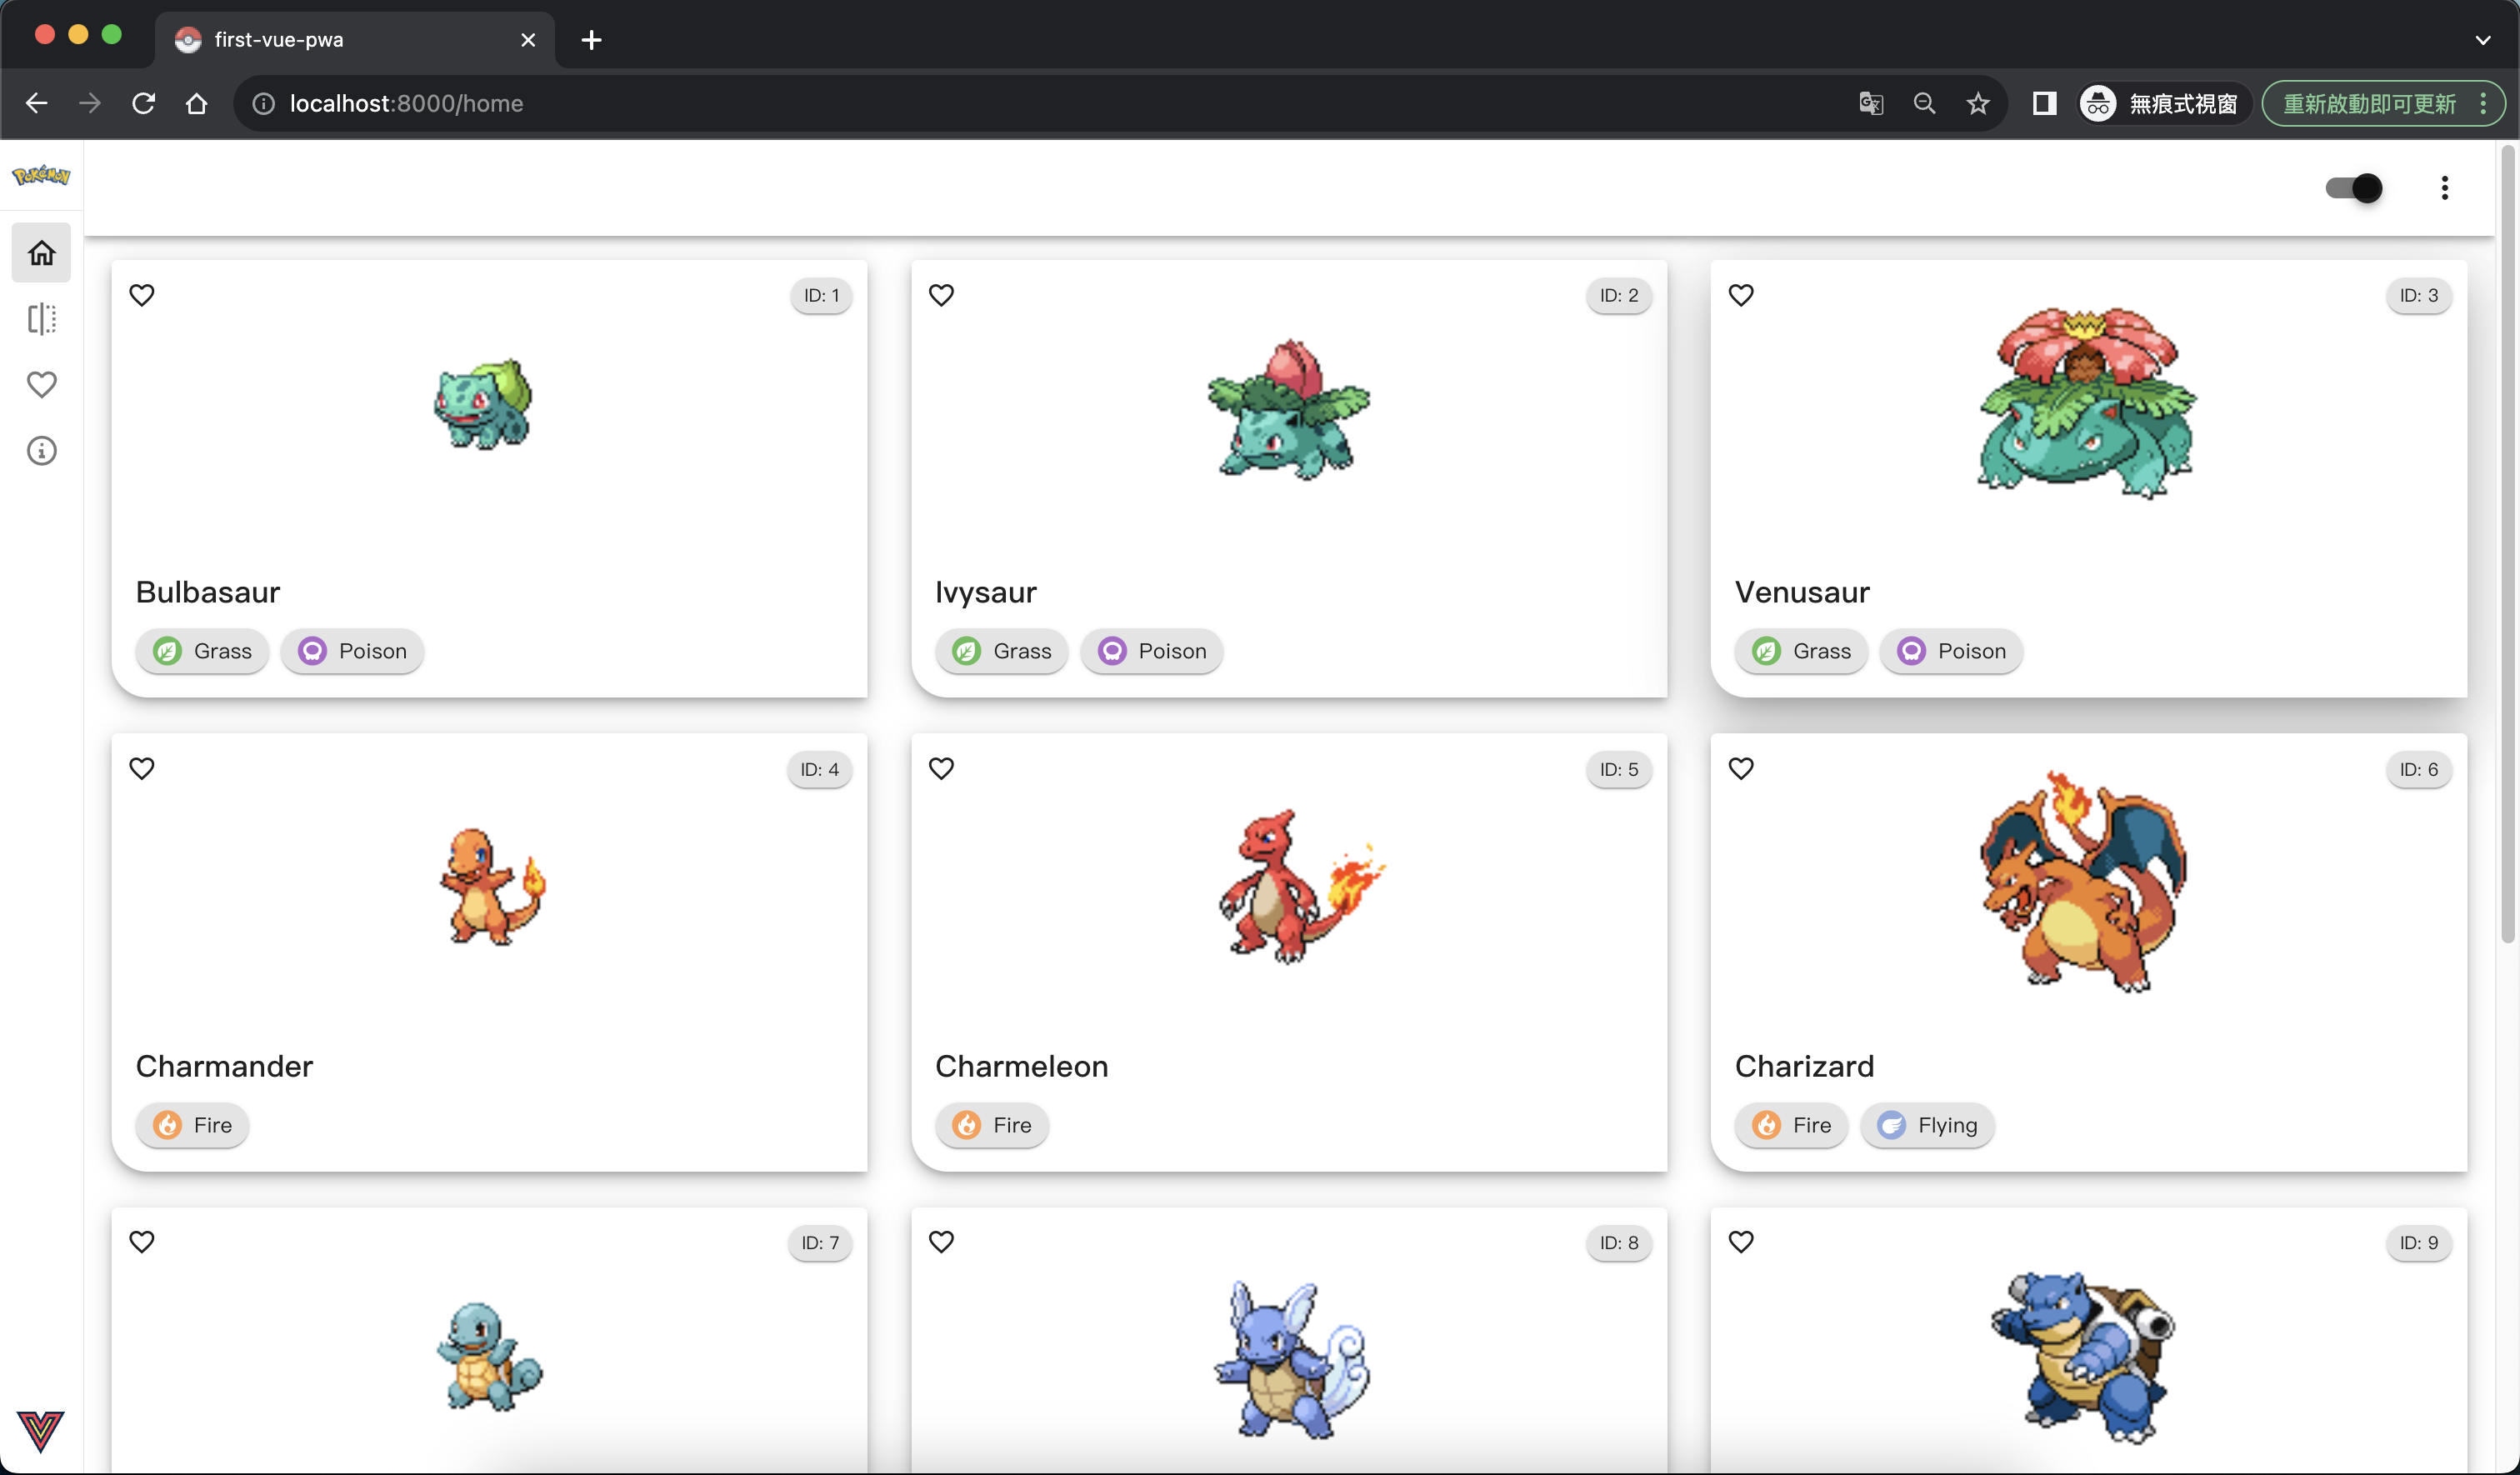 first-vue-pwa
localhost:8000/home
無痕式視窗
重新啟動即可更新
POKéMON
ID: 1
ID: 2
ID: 3
Bulbasaur
Ivysaur
Venusaur
Grass Poison
Grass Poison
Grass Poison
ID: 4
ID: 5
ID: 6
Charmander
Charmeleon
Charizard
Fire
Fire
Fire Flying
ID: 7
ID: 8
ID: 9